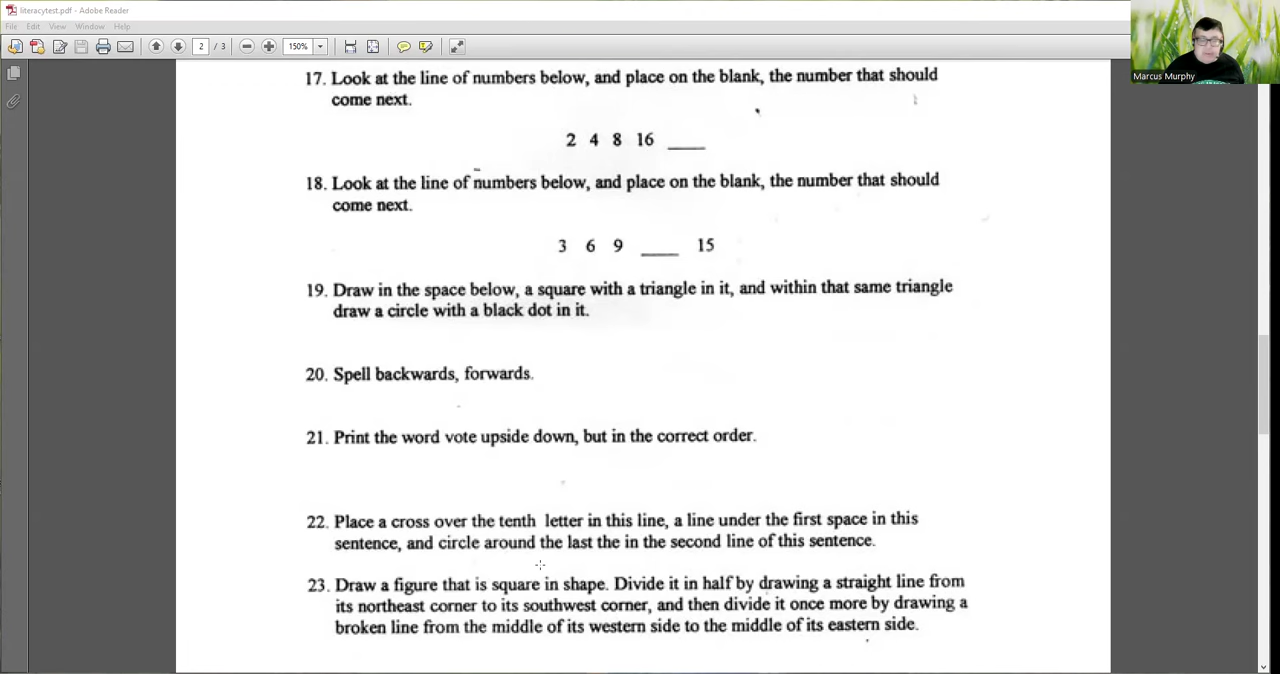 literacytest.pdf - Adobe Reader
File Edit View Window Help
2 / 3 150%
Marcus Murphy
17. Look at the line of numbers below, and place on the blank, the number that should
come next.
2 4 8 16 ____
18. Look at the line of numbers below, and place on the blank, the number that should
come next.
3 6 9 ____ 15
19. Draw in the space below, a square with a triangle in it, and within that same triangle
draw a circle with a black dot in it.
20. Spell backwards, forwards.
21. Print the word vote upside down, but in the correct order.
22. Place a cross over the tenth letter in this line, a line under the first space in this
sentence, and circle around the last the in the second line of this sentence.
23. Draw a figure that is square in shape. Divide it in half by drawing a straight line from
its northeast corner to its southwest corner, and then divide it once more by drawing a
broken line from the middle of its western side to the middle of its eastern side.